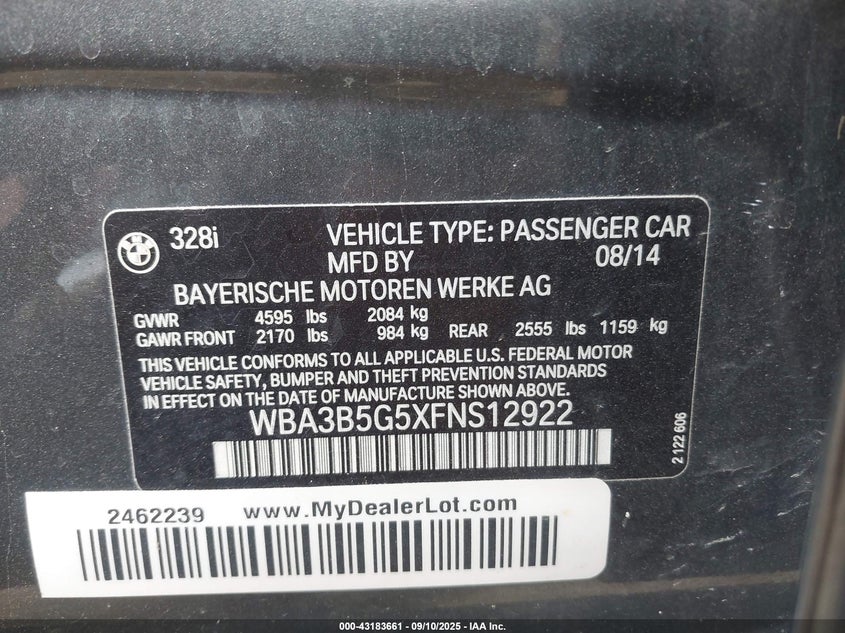 328i VEHICLE TYPE: PASSENGER CAR
MFD BY 08/14
BAYERISCHE MOTOREN WERKE AG
GVWR 4595 lbs 2084 kg
GAWR FRONT 2170 lbs 984 kg REAR 2555 lbs 1159 kg
THIS VEHICLE CONFORMS TO ALL APPLICABLE U.S. FEDERAL MOTOR
VEHICLE SAFETY, BUMPER AND THEFT PREVENTION STANDARDS
IN EFFECT ON THE DATE OF MANUFACTURE SHOWN ABOVE.
WBA3B5G5XFNS12922
2 122 606
2462239 www.MyDealerLot.com
000-43183661 - 09/10/2025 - IAA Inc.